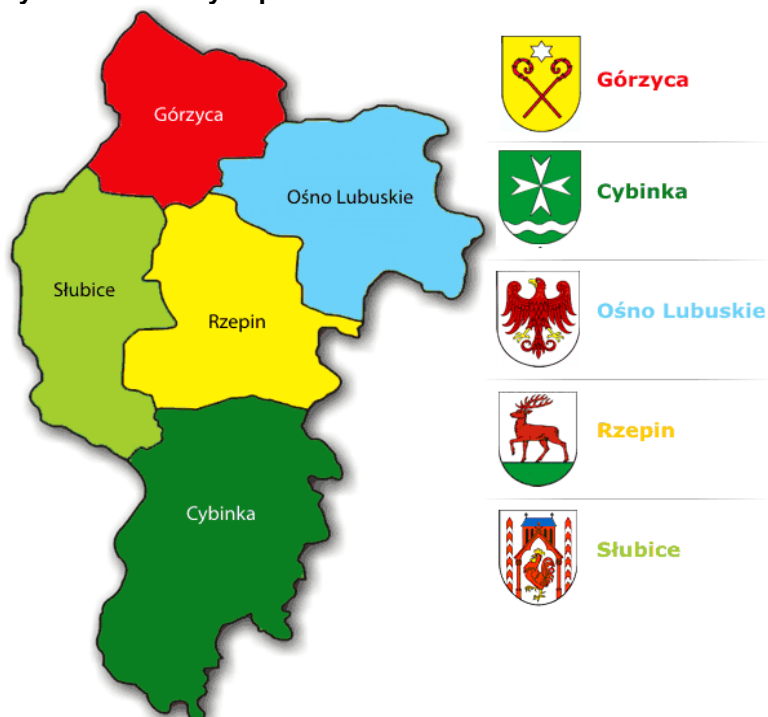 Górzyca
Ośno Lubuskie
Słubice
Rzepin
Cybinka
Górzyca
Cybinka
Ośno Lubuskie
Rzepin
Słubice